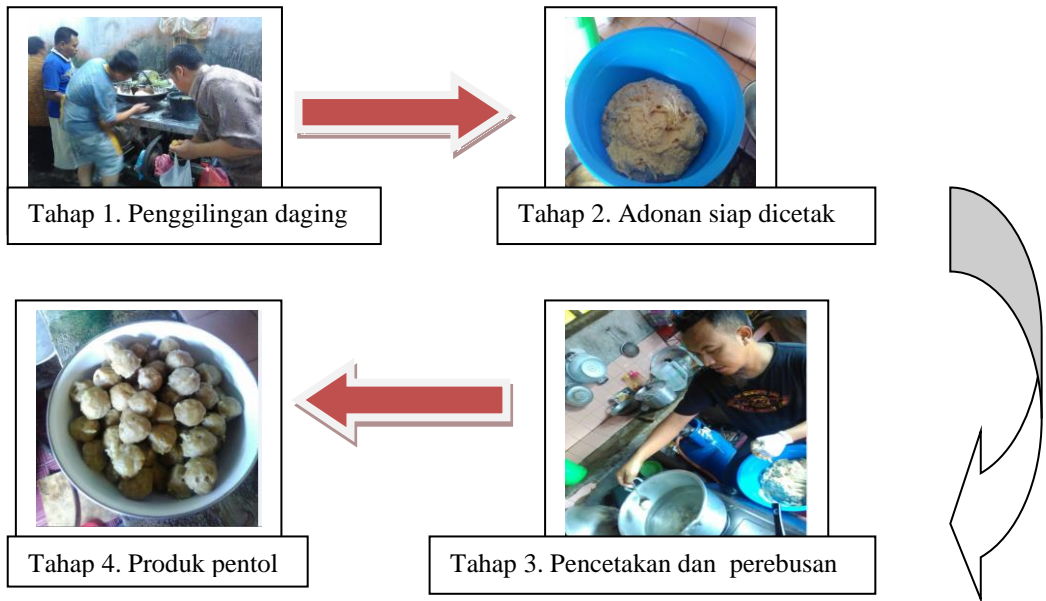 Tahap 1. Penggilingan daging
Tahap 2. Adonan siap dicetak
Tahap 3. Pencetakan dan perebusan
Tahap 4. Produk pentol